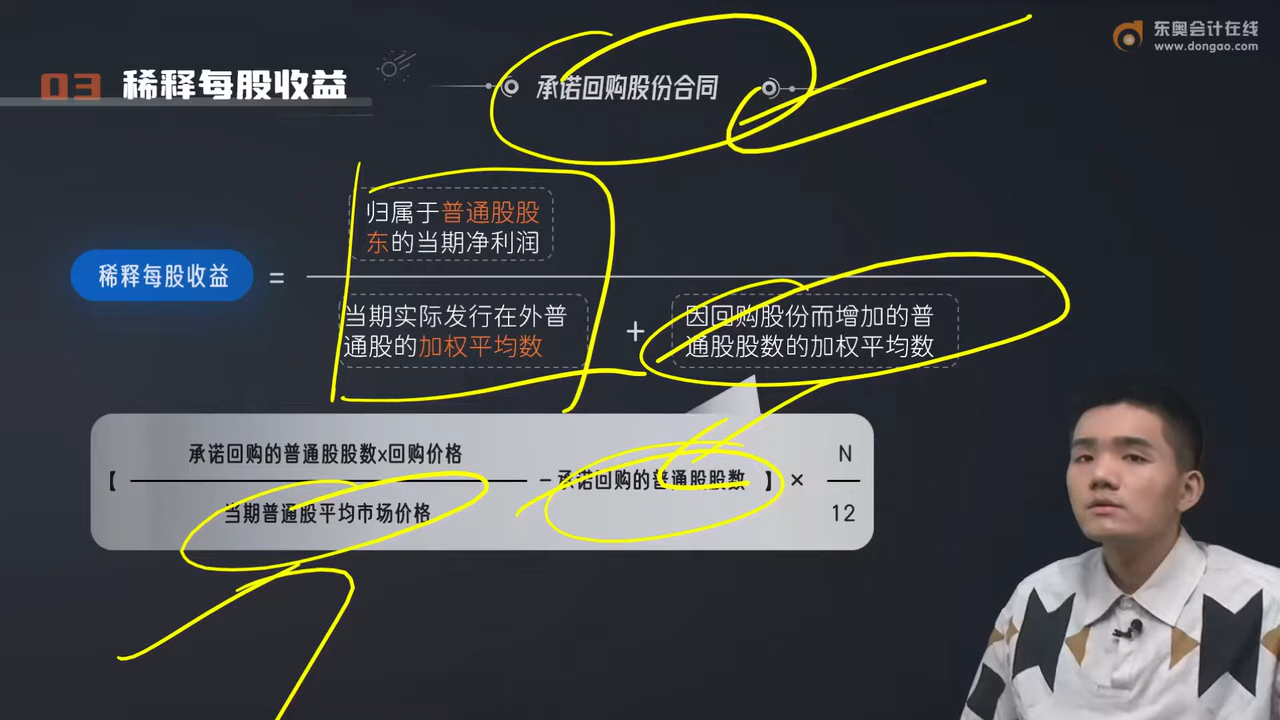 东奥会计在线
www.dongao.com
03 稀释每股收益
承诺回购股份合同
归属于普通股股
东的当期净利润
稀释每股收益 =
当期实际发行在外普
通股的加权平均数
+
因回购股份而增加的普
通股股数的加权平均数
承诺回购的普通股股数x回购价格
【 - 承诺回购的普通股股数 】 ×
当期普通股平均市场价格
N
12